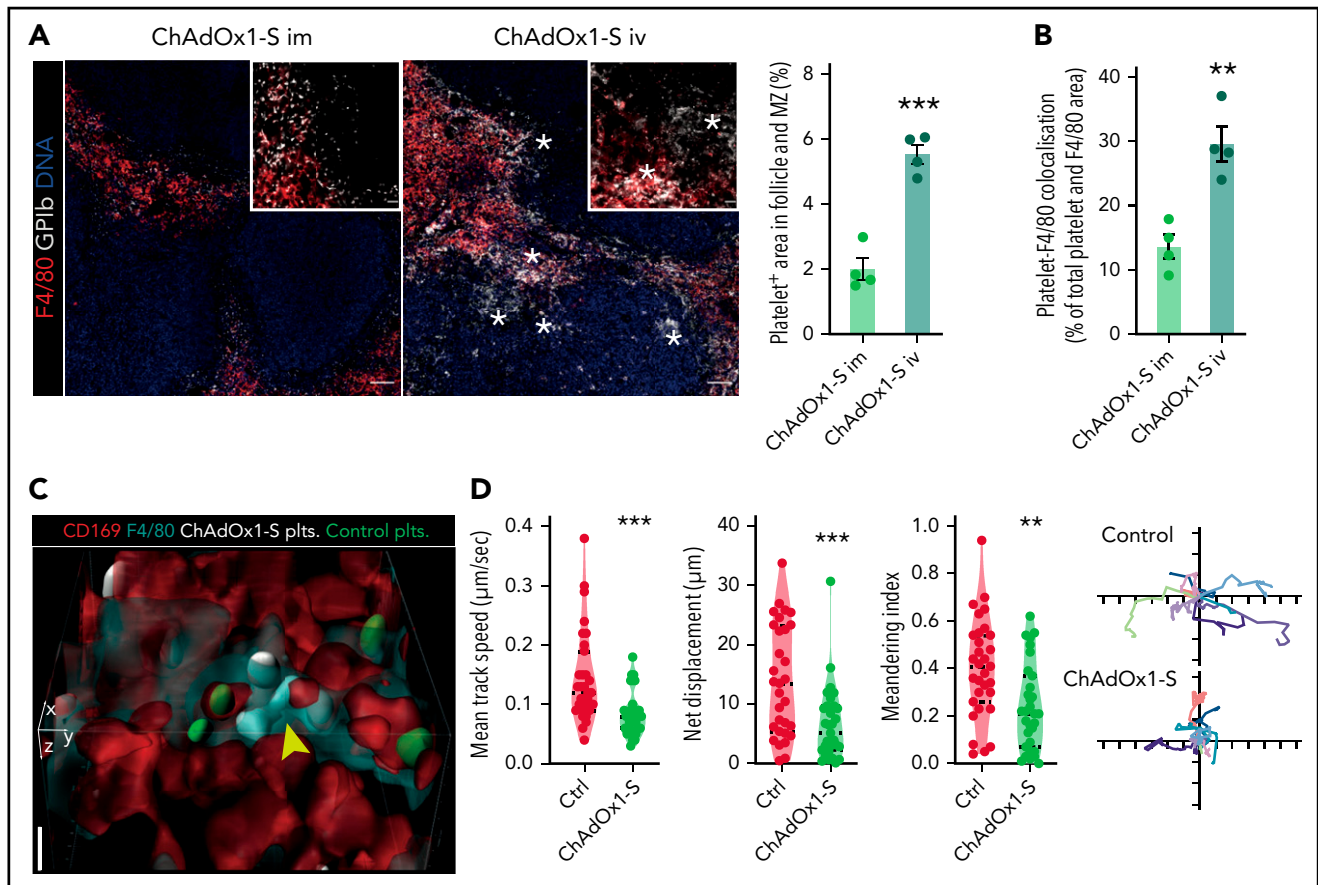 A
ChAdOx1-S im
ChAdOx1-S iv
F4/80 GPIb DNA
*
*
*
*
*
*
*
Platelet+ area in follicle and MZ (%)
8
6
4
2
0
***
ChAdOx1-S im
ChAdOx1-S iv
B
Platelet-F4/80 colocalisation
(% of total platelet and F4/80 area)
40
30
20
10
0
**
ChAdOx1-S im
ChAdOx1-S iv
C
CD169 F4/80 ChAdOx1-S plts. Control plts.
x
y
z
D
Mean track speed (µm/sec)
0.4
0.3
0.2
0.1
0.0
***
Ctrl
ChAdOx1-S
Net displacement (µm)
40
30
20
10
0
***
Ctrl
ChAdOx1-S
Meandering index
1.0
0.8
0.6
0.4
0.2
0.0
**
Ctrl
ChAdOx1-S
Control
ChAdOx1-S